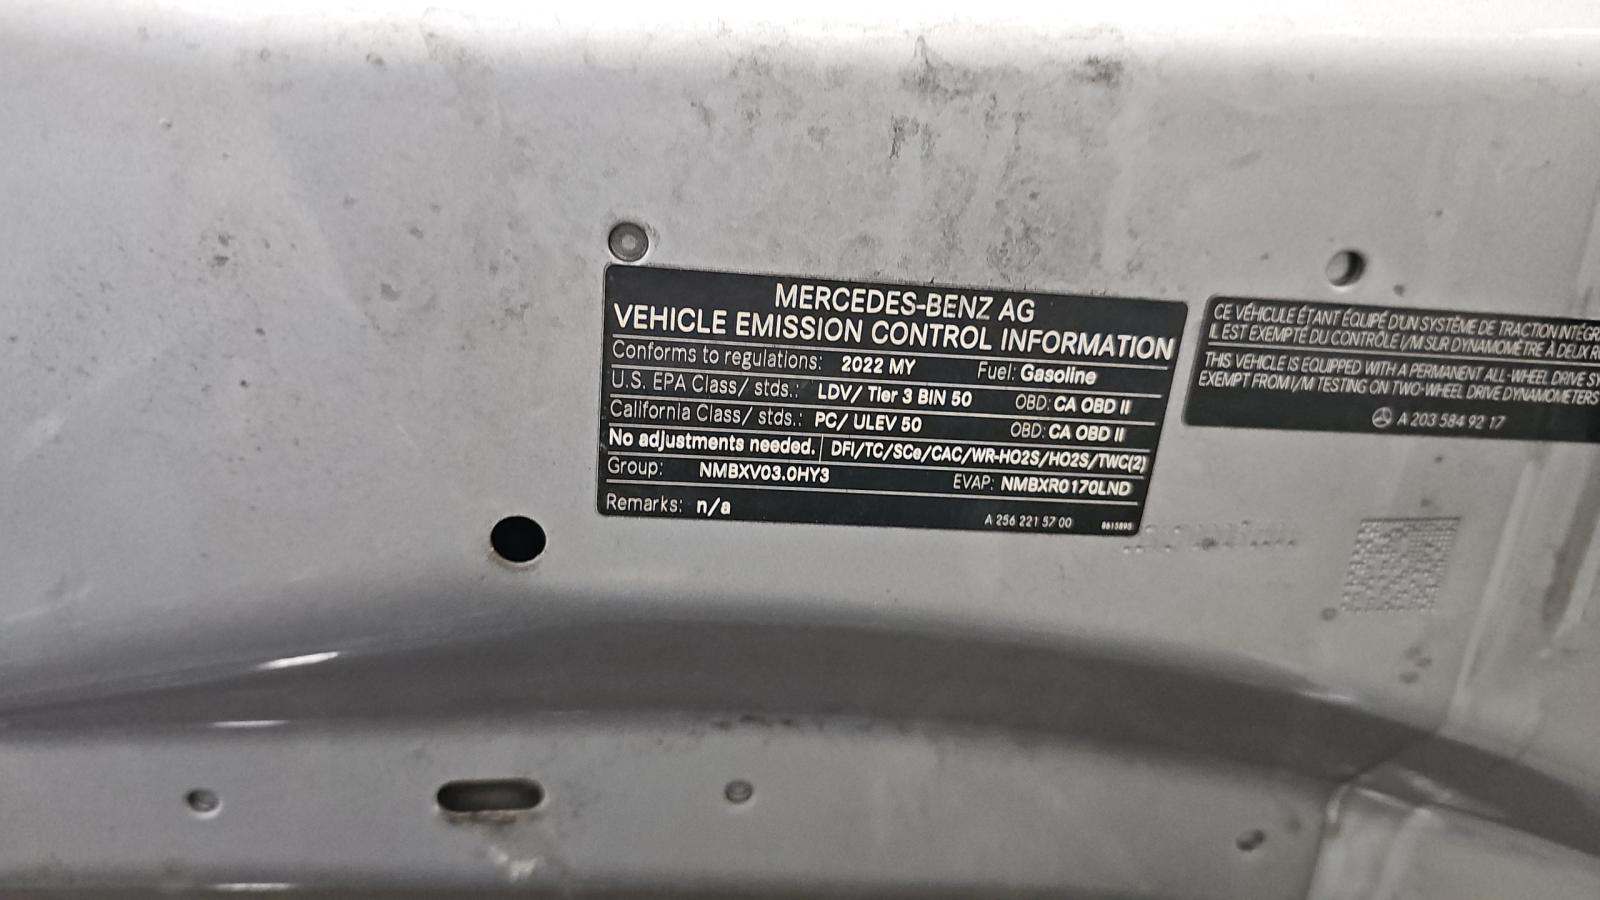 MERCEDES-BENZ AG
VEHICLE EMISSION CONTROL INFORMATION
Conforms to regulations: 2022 MY Fuel: Gasoline
U.S. EPA Class/ stds.: LDV/ Tier 3 BIN 50 OBD: CA OBD II
California Class/ stds.: PC/ ULEV 50 OBD: CA OBD II
No adjustments needed. DFI/TC/SCe/CAC/WR-HO2S/HO2S/TWC(2)
Group: NMBXV03.0HY3 EVAP: NMBXR0170LND
Remarks: n/a
A 256 221 57 00
CE VÉHICULE ÉTANT ÉQUIPÉ D'UN SYSTÈME DE TRACTION INTÉGRA
IL EST EXEMPTÉ DU CONTRÔLE I/M SUR DYNAMOMÈTRE À DEUX RO
THIS VEHICLE IS EQUIPPED WITH A PERMANENT ALL-WHEEL DRIVE SY
EXEMPT FROM I/M TESTING ON TWO-WHEEL DRIVE DYNAMOMETERS
A 203 584 92 17